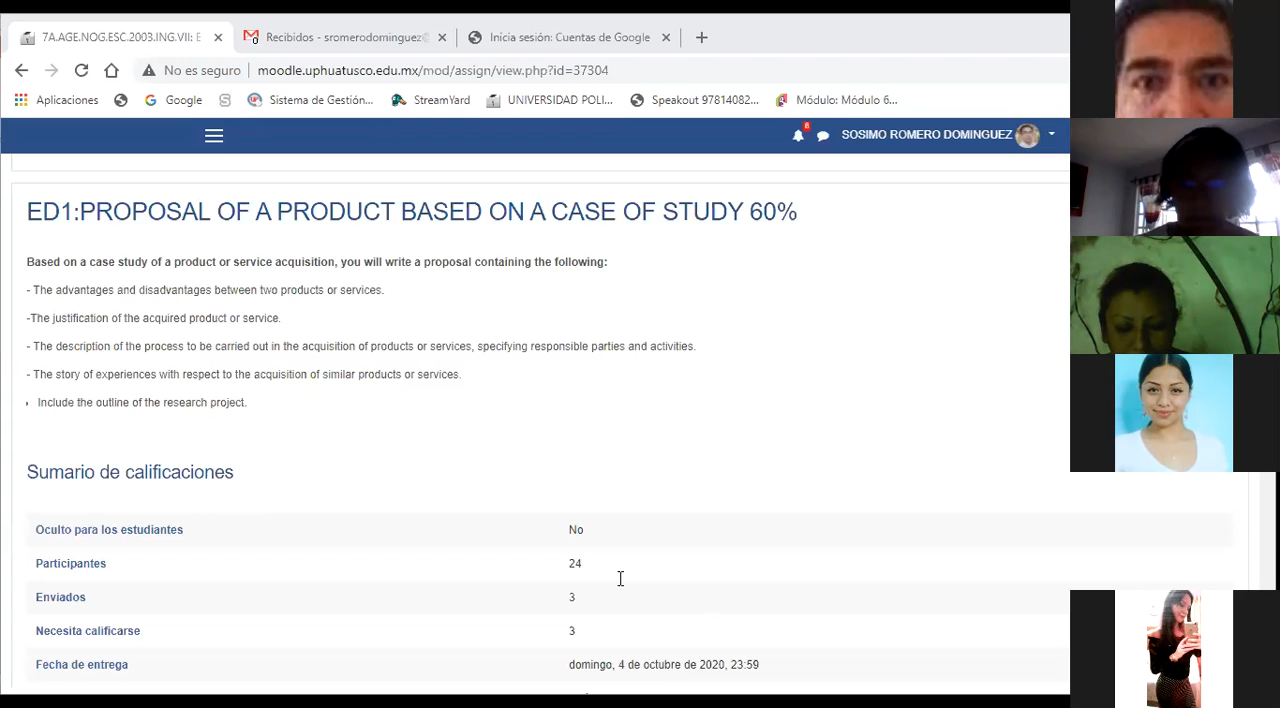 7A.AGE.NOG.ESC.2003.ING.VII: E
Recibidos - sromerodominguez@
Inicia sesión: Cuentas de Google
No es seguro
moodle.uphuatusco.edu.mx/mod/assign/view.php?id=37304
Aplicaciones
Google
Sistema de Gestión...
StreamYard
UNIVERSIDAD POLI...
Speakout 97814082...
Módulo: Módulo 6...
SOSIMO ROMERO DOMINGUEZ
ED1:PROPOSAL OF A PRODUCT BASED ON A CASE OF STUDY 60%
Based on a case study of a product or service acquisition, you will write a proposal containing the following:
- The advantages and disadvantages between two products or services.
-The justification of the acquired product or service.
- The description of the process to be carried out in the acquisition of products or services, specifying responsible parties and activities.
- The story of experiences with respect to the acquisition of similar products or services.
Include the outline of the research project.
Sumario de calificaciones
Oculto para los estudiantes No
Participantes 24
Enviados 3
Necesita calificarse 3
Fecha de entrega domingo, 4 de octubre de 2020, 23:59